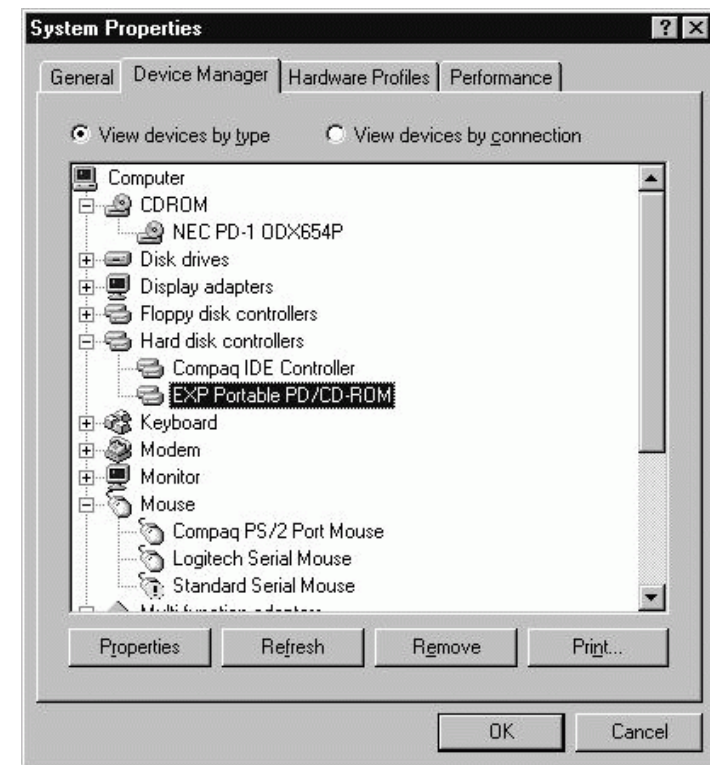 System Properties
General Device Manager Hardware Profiles Performance
View devices by type View devices by connection
Computer
CDROM
NEC PD-1 ODX654P
Disk drives
Display adapters
Floppy disk controllers
Hard disk controllers
Compaq IDE Controller
EXP Portable PD/CD-ROM
Keyboard
Modem
Monitor
Mouse
Compaq PS/2 Port Mouse
Logitech Serial Mouse
Standard Serial Mouse
Multi-function adapters
Properties Refresh Remove Print...
OK Cancel